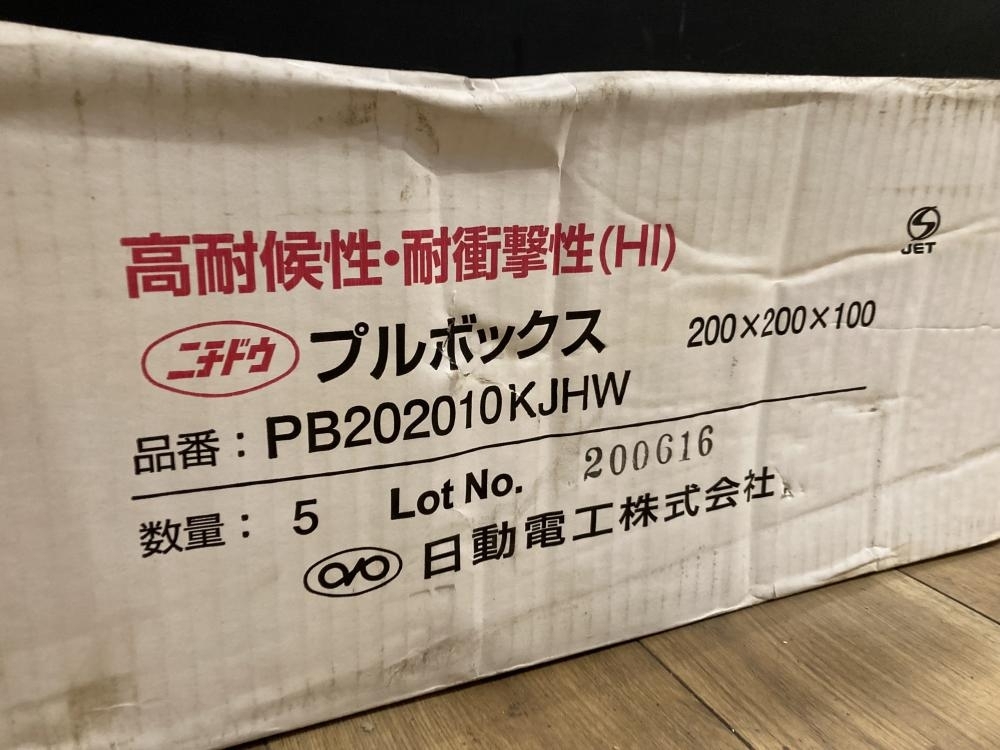 高耐候性・耐衝撃性(HI)
JET
ニチドウ プルボックス 200×200×100
品番：PB202010KJHW
数量：5 Lot No. 200616
日動電工株式会社